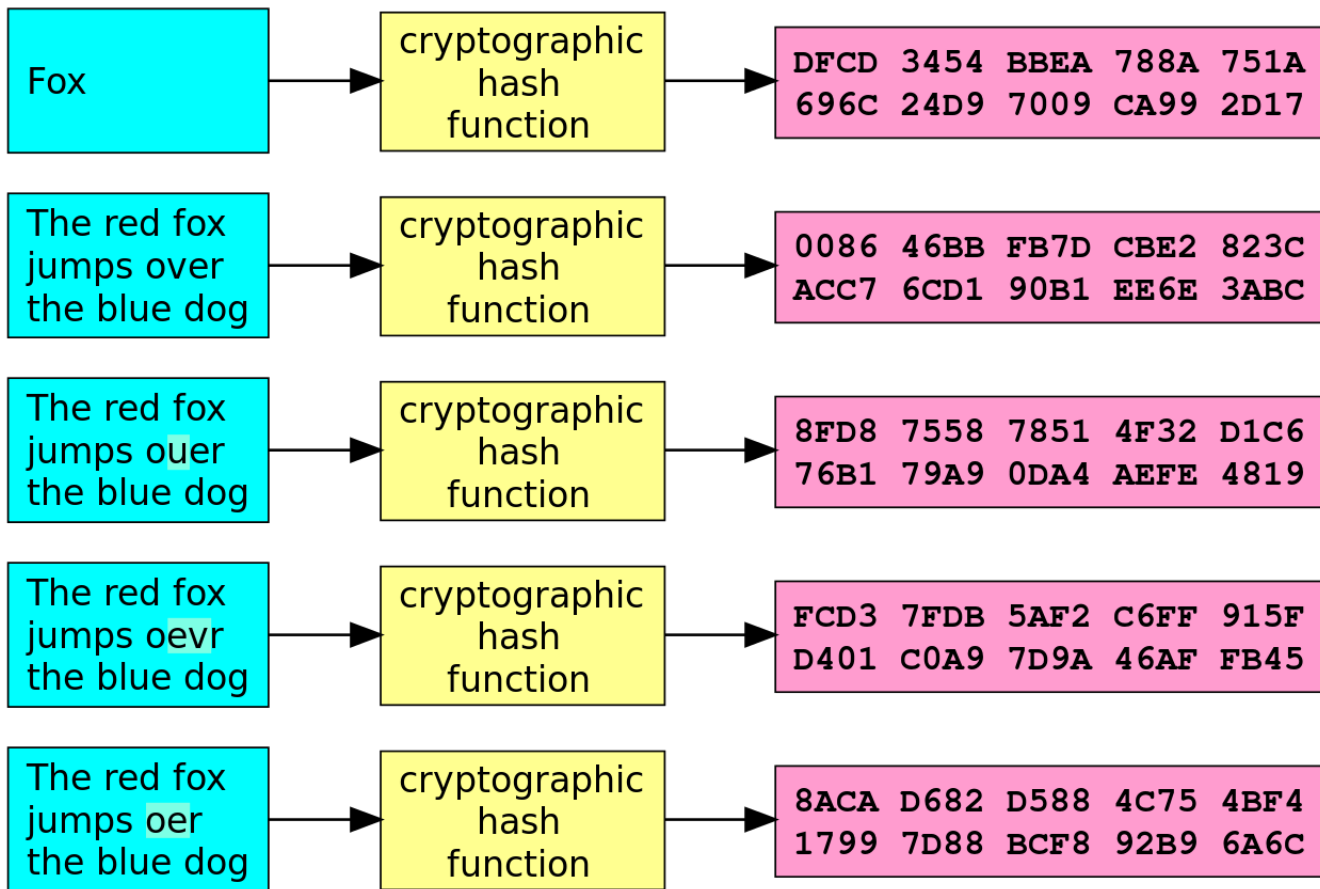 Fox
cryptographic
hash
function
DFCD 3454 BBEA 788A 751A
696C 24D9 7009 CA99 2D17
The red fox
jumps over
the blue dog
cryptographic
hash
function
0086 46BB FB7D CBE2 823C
ACC7 6CD1 90B1 EE6E 3ABC
The red fox
jumps ouer
the blue dog
cryptographic
hash
function
8FD8 7558 7851 4F32 D1C6
76B1 79A9 0DA4 AEFE 4819
The red fox
jumps oevr
the blue dog
cryptographic
hash
function
FCD3 7FDB 5AF2 C6FF 915F
D401 C0A9 7D9A 46AF FB45
The red fox
jumps oer
the blue dog
cryptographic
hash
function
8ACA D682 D588 4C75 4BF4
1799 7D88 BCF8 92B9 6A6C